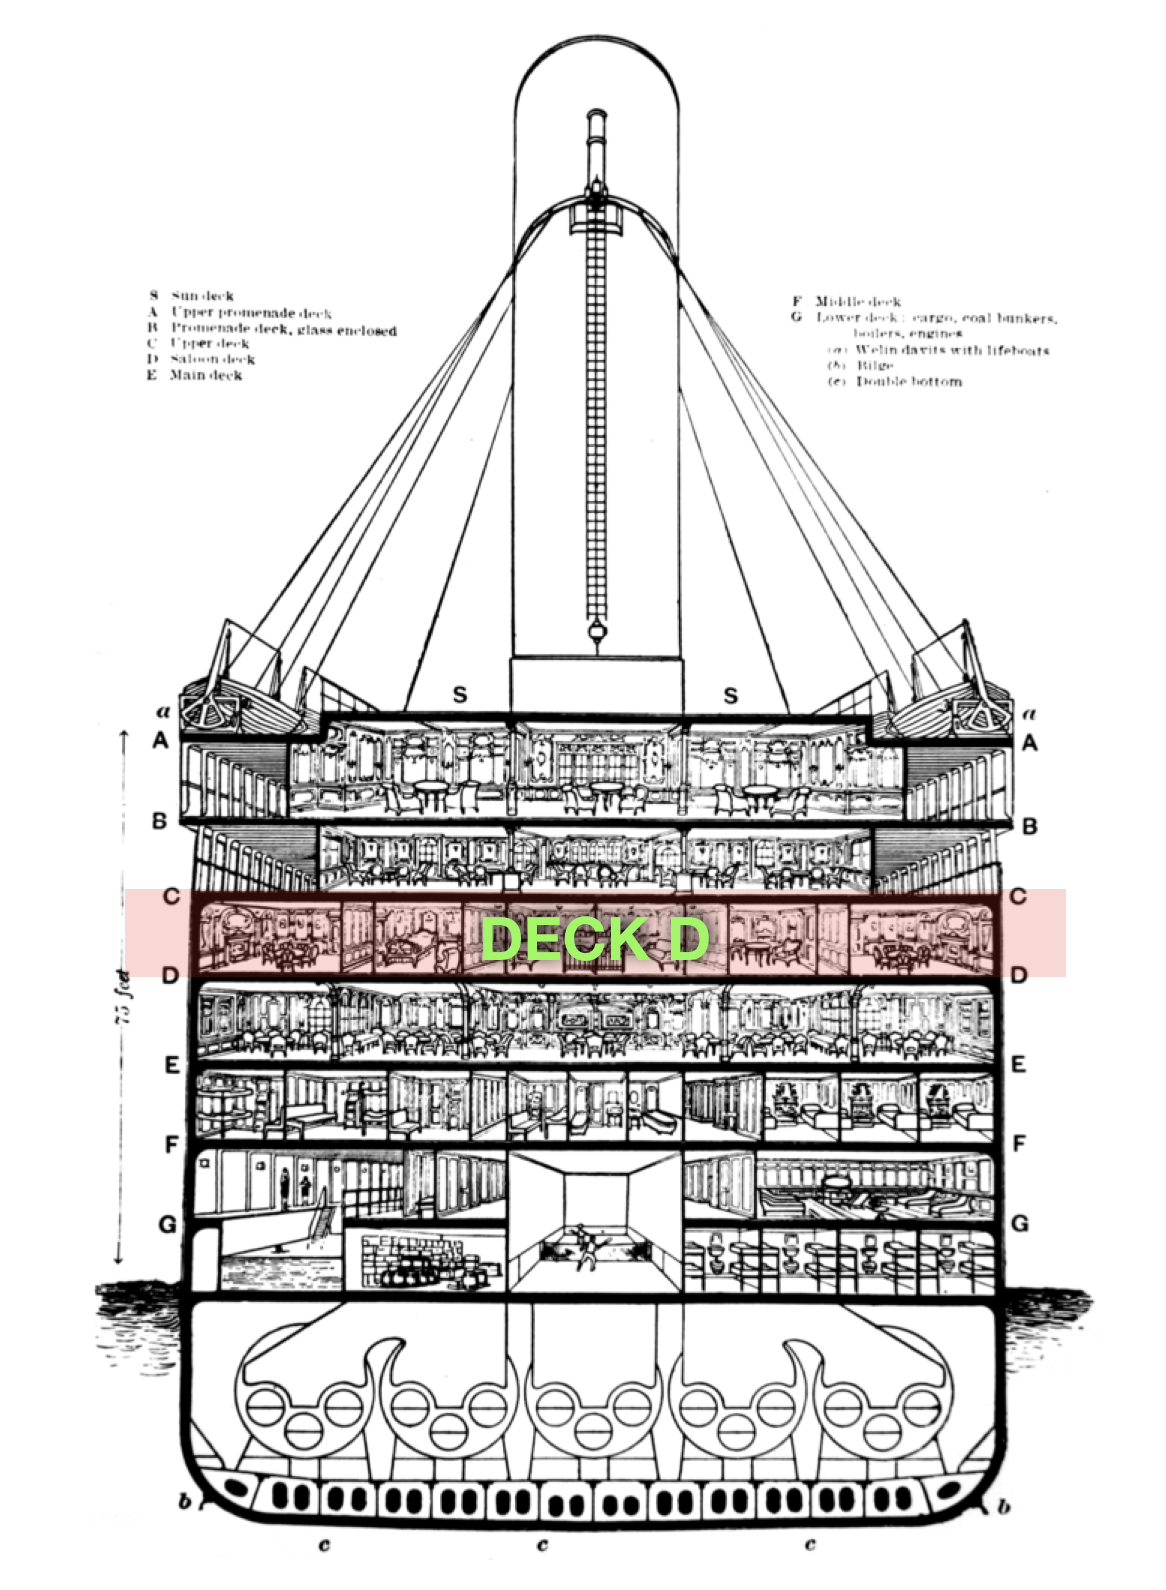 S Sun deck
A Upper promenade deck
B Promenade deck, glass enclosed
C Upper deck
D Saloon deck
E Main deck
F Middle deck
G Lower deck: cargo, coal bunkers,
boilers, engines
(a) Welin davits with lifeboats
(b) Bilge
(c) Double bottom
S S
a a
A A
B B
C C
DECK D
D D
75 feet
E E
F F
G G
b b
c c c